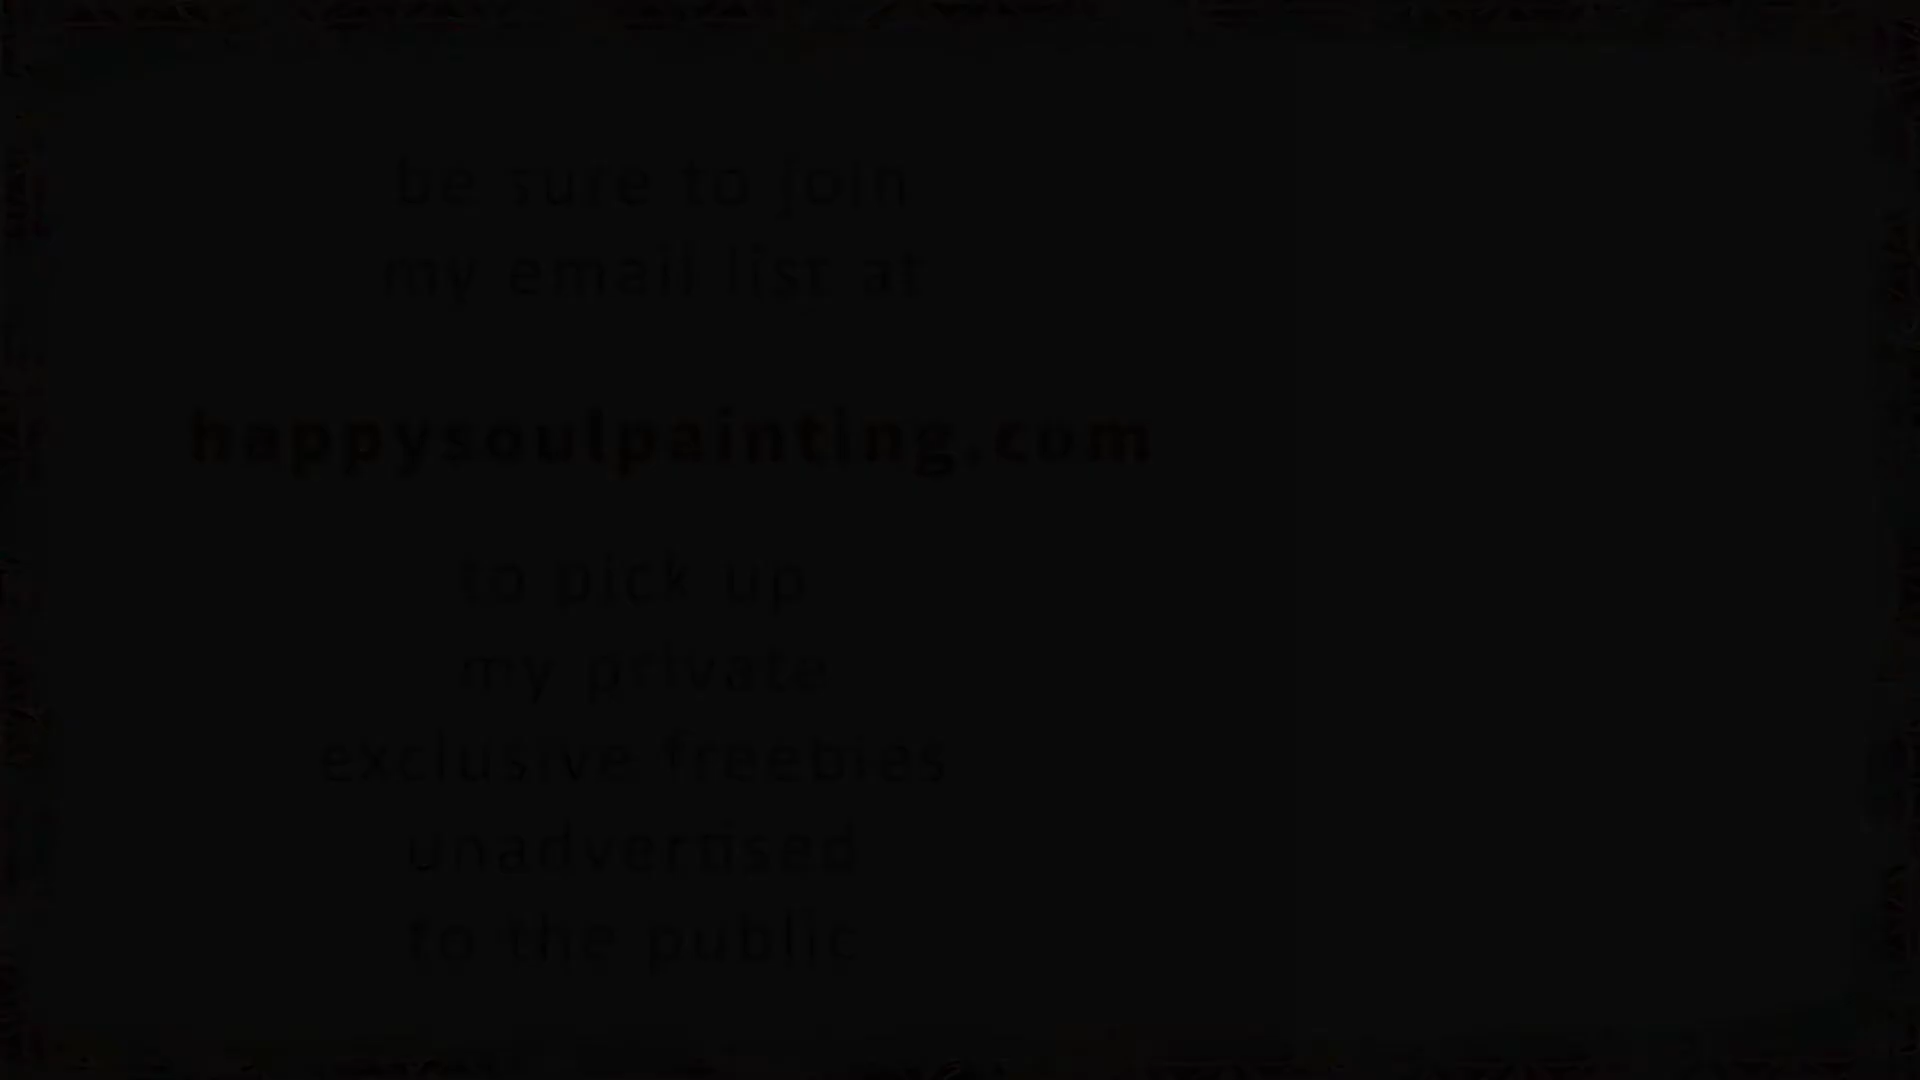 be sure to join
my email list at
happysoulpainting.com
to pick up
my private
exclusive freebies
unadvertised
to the public